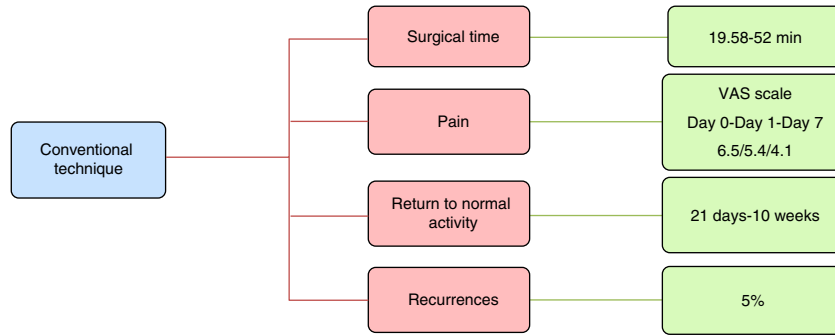 Conventional
technique
Surgical time
19.58-52 min
Pain
VAS scale
Day 0-Day 1-Day 7
6.5/5.4/4.1
Return to normal
activity
21 days-10 weeks
Recurrences
5%